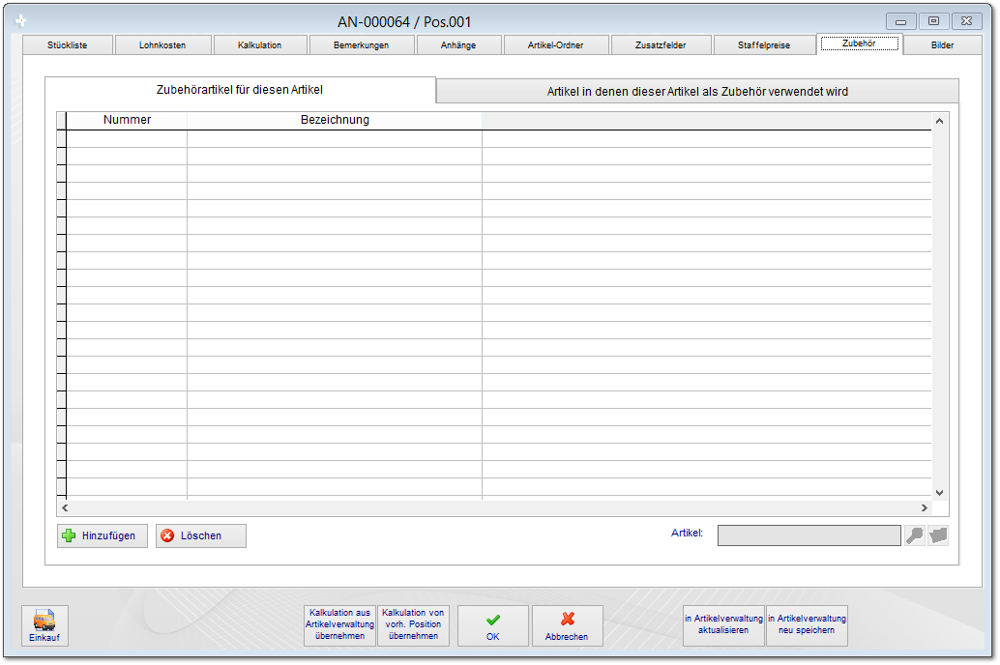 AN-000064 / Pos.001
Stückliste Lohnkosten Kalkulation Bemerkungen Anhänge Artikel-Ordner Zusatzfelder Staffelpreise Zubehör Bilder
Zubehörartikel für diesen Artikel Artikel in denen dieser Artikel als Zubehör verwendet wird
Nummer Bezeichnung
Hinzufügen Löschen Artikel:
Einkauf
Kalkulation aus
Artikelverwaltung
übernehmen
Kalkulation von
vorh. Position
übernehmen
OK
Abbrechen
in Artikelverwaltung
aktualisieren
in Artikelverwaltung
neu speichern